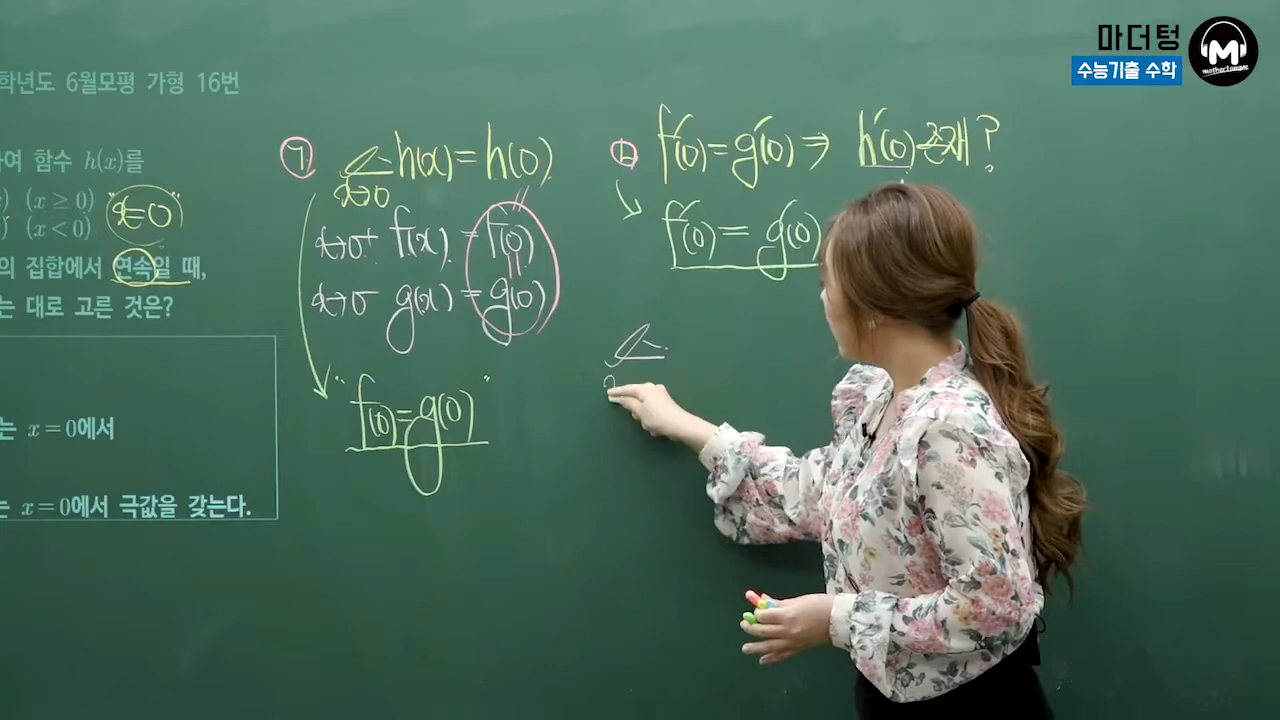 마더텅
수능기출 수학
M
mothertongue
학년도 6월모평 가형 16번
하여 함수 h(x)를
(x≥0)
(x<0)
"x=0"
의 집합에서 연속일 때,
는 대로 고른 것은?
는 x=0에서
는 x=0에서 극값을 갖는다.
㉠ h(x)=h(0)
x→0
x→0+ f(x)=f(0)
x→0- g(x)=g(0)
"f(0)=g(0)"
㉡ f'(0)=g'(0)⇒ h'(0)존재?
f'(0)=g'(0)